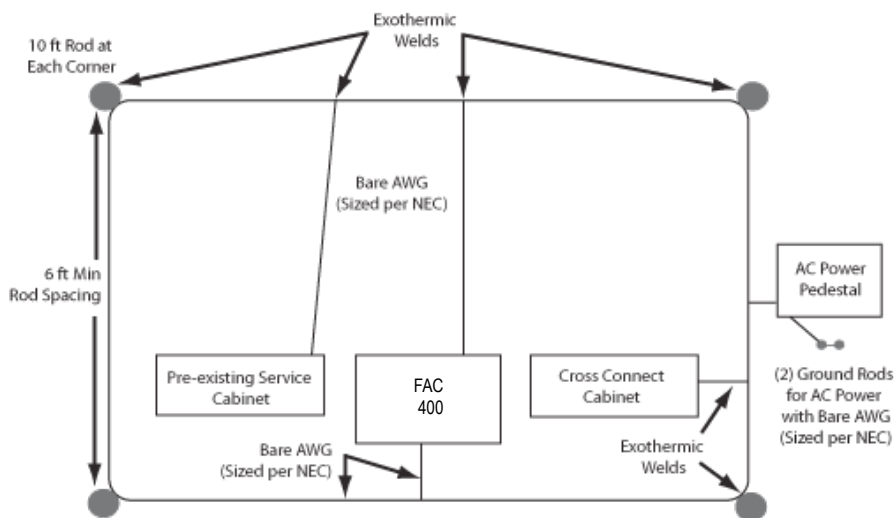 Exothermic
Welds
10 ft Rod at
Each Corner
Bare AWG
(Sized per NEC)
6 ft Min
Rod Spacing
AC Power
Pedestal
Pre-existing Service
Cabinet
FAC
400
Cross Connect
Cabinet
(2) Ground Rods
for AC Power
with Bare AWG
(Sized per NEC)
Bare AWG
(Sized per NEC)
Exothermic
Welds